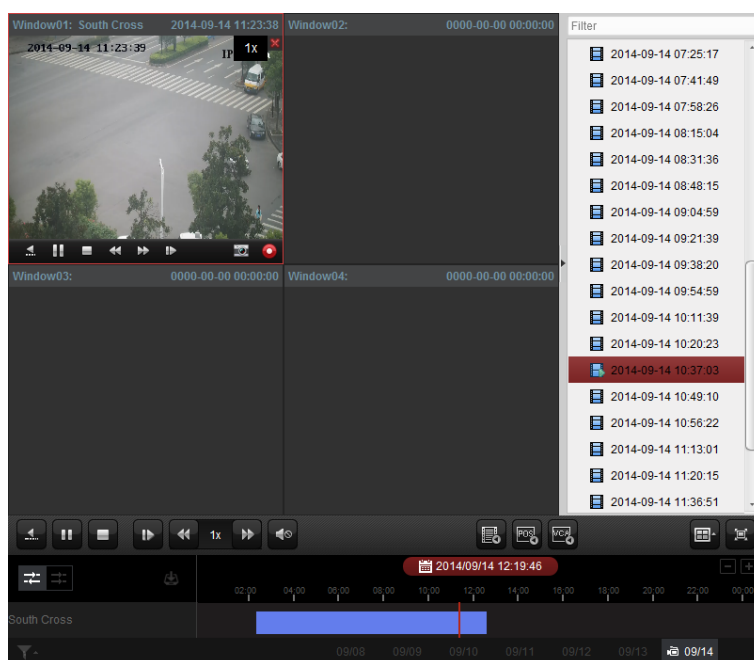 Window01: South Cross 2014-09-14 11:23:38
2014-09-14 11:23:39
IP
1x
Window02: 0000-00-00 00:00:00
Window03: 0000-00-00 00:00:00
Window04: 0000-00-00 00:00:00
Filter
2014-09-14 07:25:17
2014-09-14 07:41:49
2014-09-14 07:58:26
2014-09-14 08:15:04
2014-09-14 08:31:36
2014-09-14 08:48:15
2014-09-14 09:04:59
2014-09-14 09:21:39
2014-09-14 09:38:20
2014-09-14 09:54:59
2014-09-14 10:11:39
2014-09-14 10:20:23
2014-09-14 10:37:03
2014-09-14 10:49:10
2014-09-14 10:56:22
2014-09-14 11:13:01
2014-09-14 11:20:15
2014-09-14 11:36:51
1x
POS
VCA
2014/09/14 12:19:46
02:00 04:00 06:00 08:00 10:00 12:00 14:00 16:00 18:00 20:00 22:00 00:00
South Cross
09/08 09/09 09/10 09/11 09/12 09/13 09/14